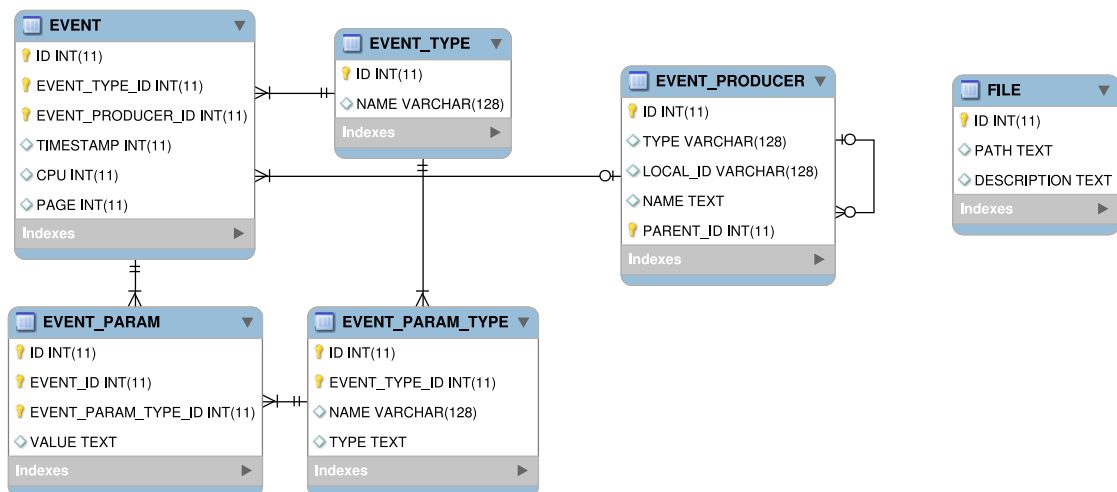 EVENT
ID INT(11)
EVENT_TYPE_ID INT(11)
EVENT_PRODUCER_ID INT(11)
TIMESTAMP INT(11)
CPU INT(11)
PAGE INT(11)
Indexes
EVENT_TYPE
ID INT(11)
NAME VARCHAR(128)
Indexes
EVENT_PRODUCER
ID INT(11)
TYPE VARCHAR(128)
LOCAL_ID VARCHAR(128)
NAME TEXT
PARENT_ID INT(11)
Indexes
FILE
ID INT(11)
PATH TEXT
DESCRIPTION TEXT
Indexes
EVENT_PARAM
ID INT(11)
EVENT_ID INT(11)
EVENT_PARAM_TYPE_ID INT(11)
VALUE TEXT
Indexes
EVENT_PARAM_TYPE
ID INT(11)
EVENT_TYPE_ID INT(11)
NAME VARCHAR(128)
TYPE TEXT
Indexes